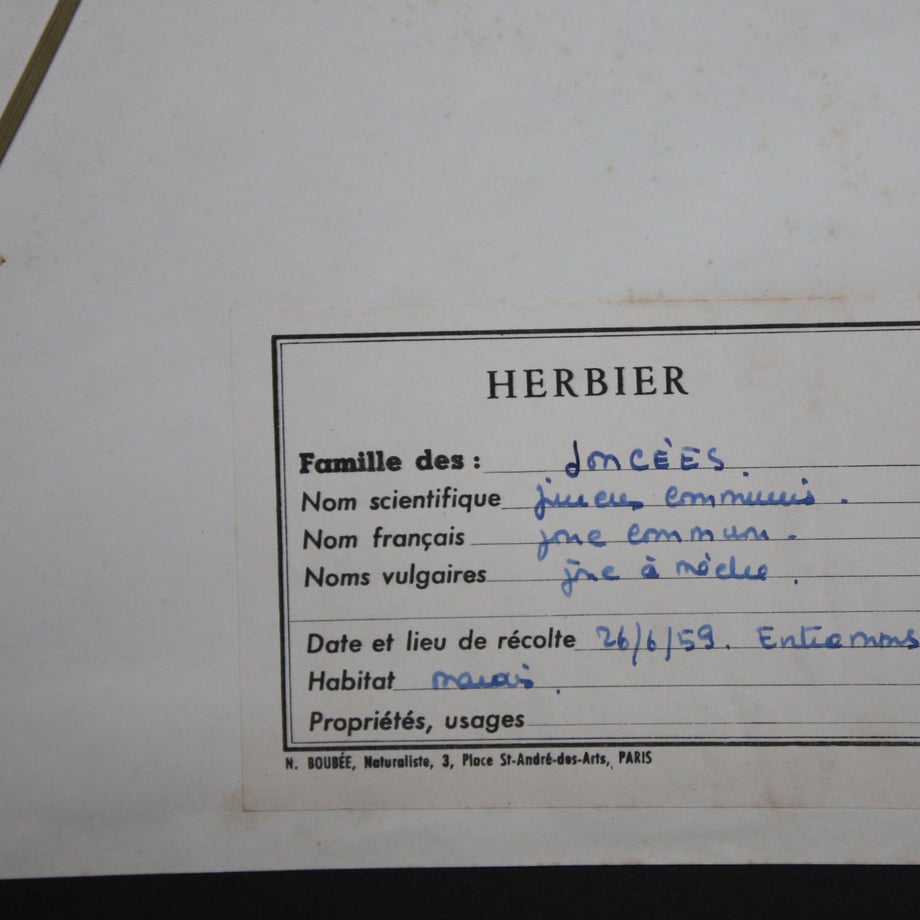 HERBIER
Famille des : JONCÉES.
Nom scientifique juncus communis.
Nom français jonc commun.
Noms vulgaires jonc à mèche.
Date et lieu de récolte 26/6/59. Entremons
Habitat marais.
Propriétés, usages
N. BOUBÉE, Naturaliste, 3, Place St-André-des-Arts, PARIS